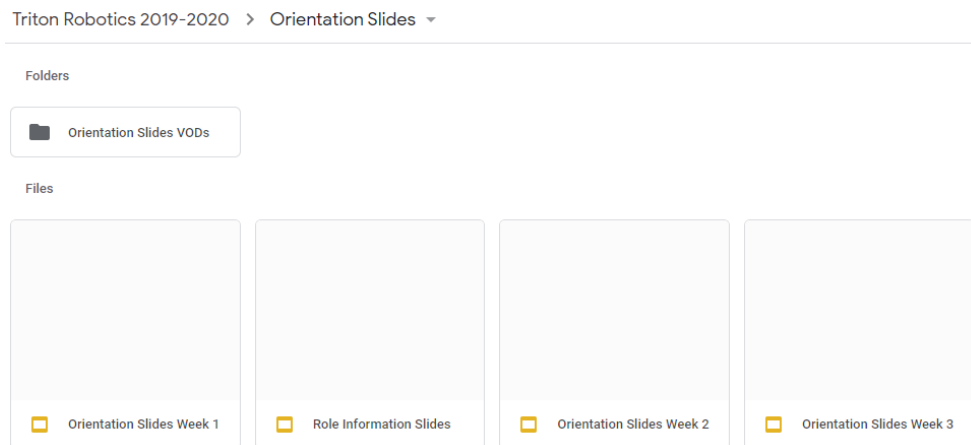 Triton Robotics 2019-2020 > Orientation Slides
Folders
Orientation Slides VODs
Files
Orientation Slides Week 1
Role Information Slides
Orientation Slides Week 2
Orientation Slides Week 3